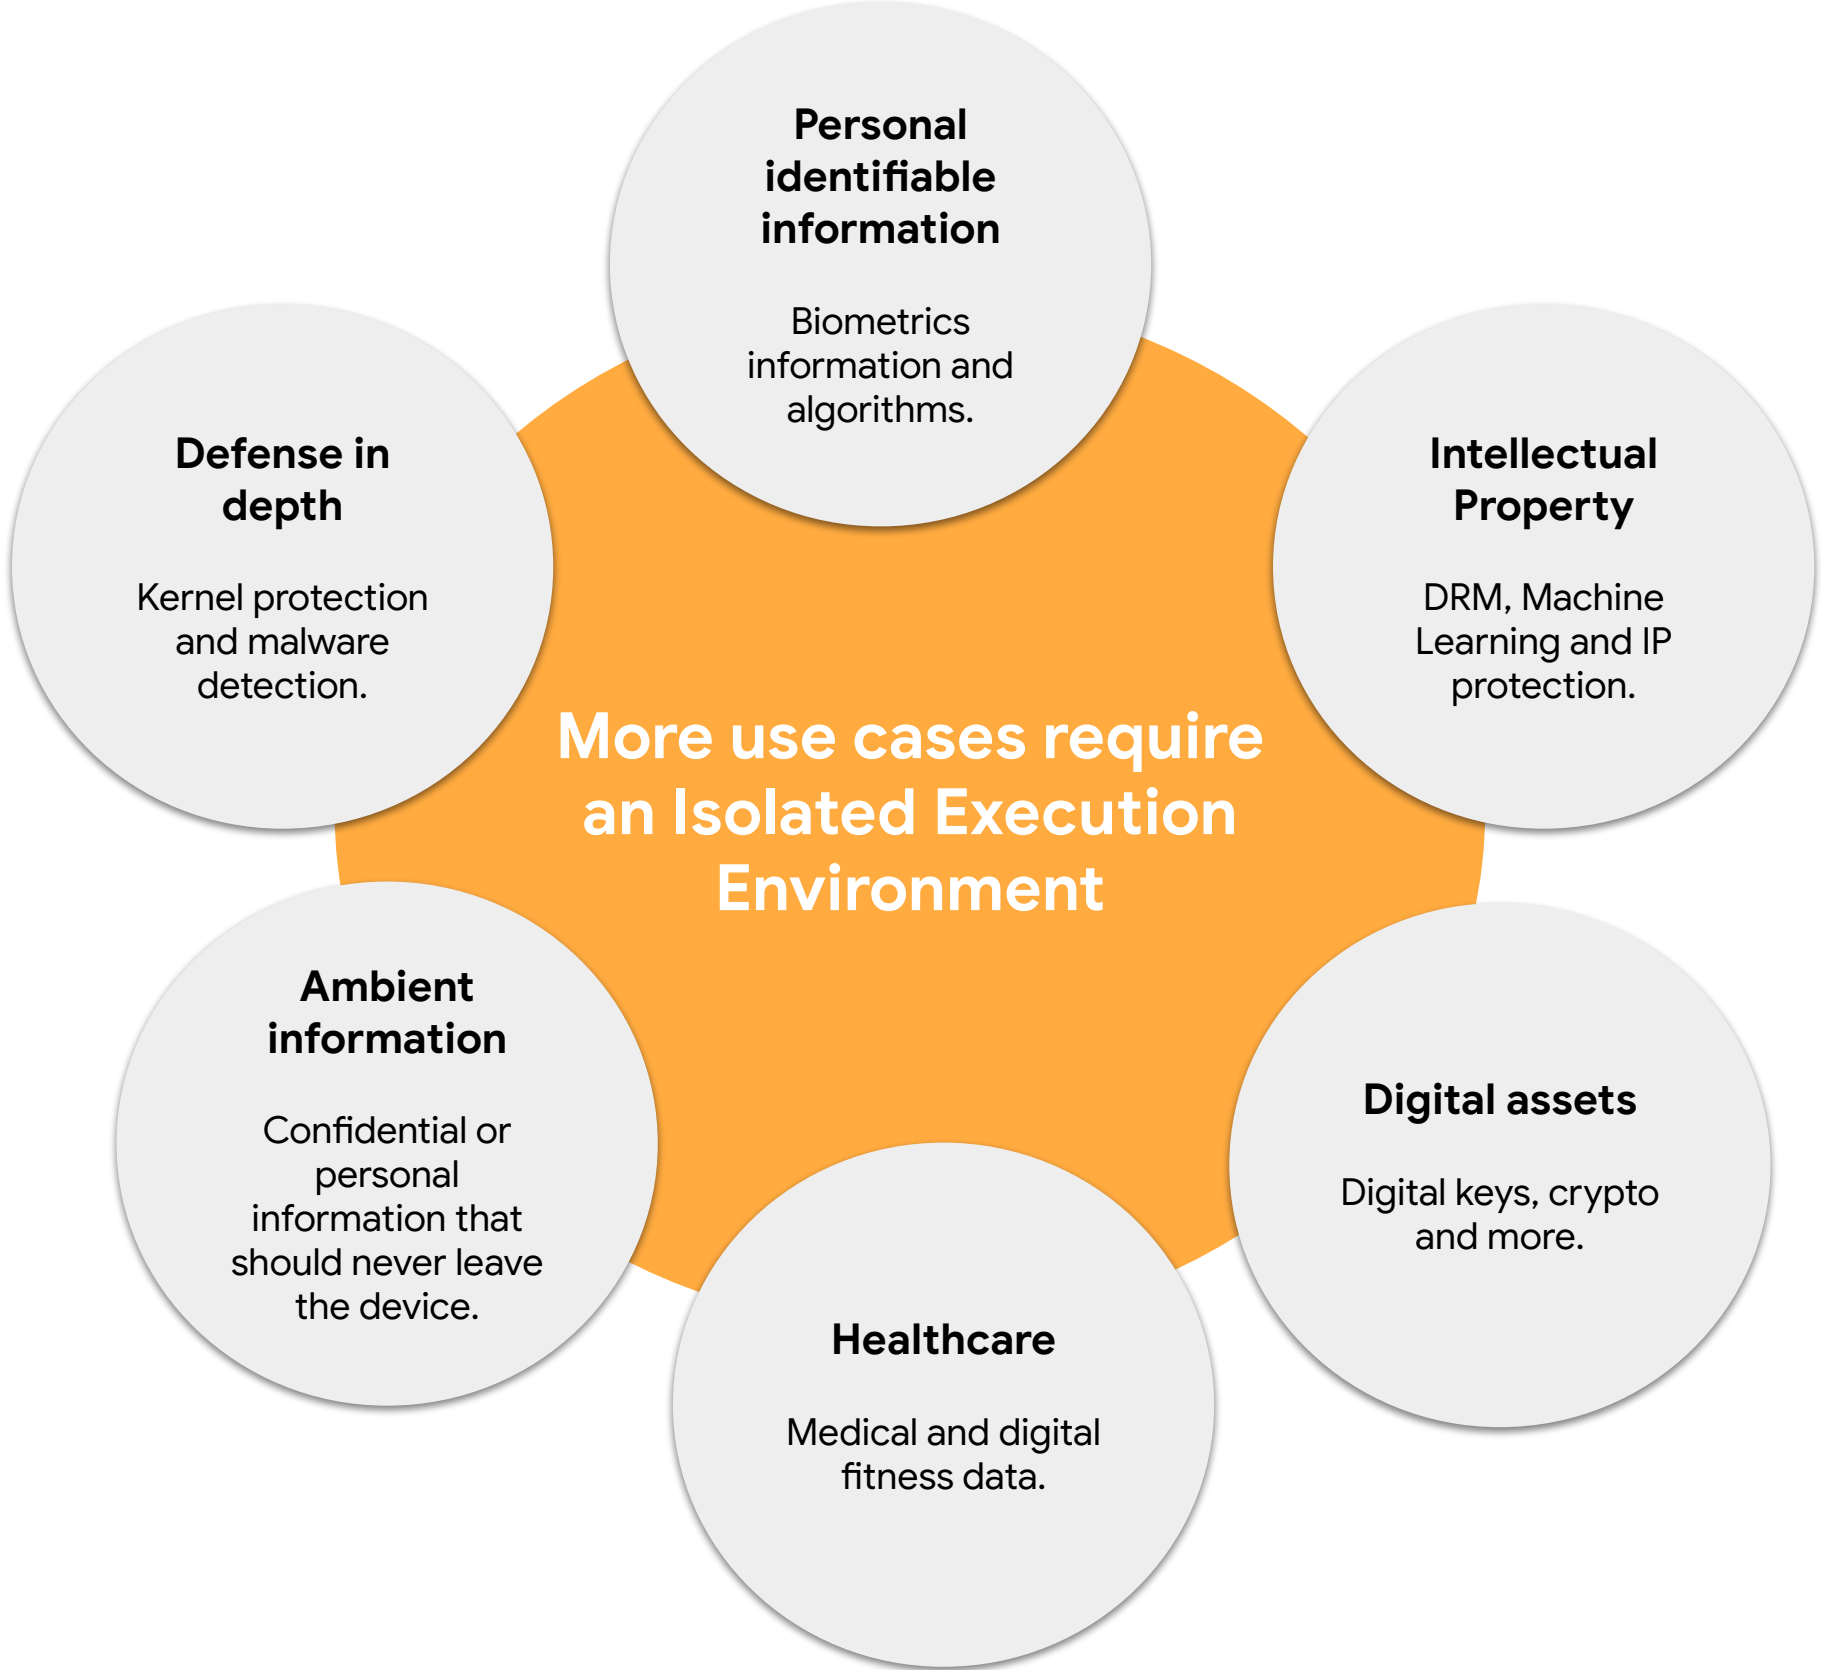 Personal
identifiable
information
Biometrics
information and
algorithms.
Defense in
depth
Kernel protection
and malware
detection.
Intellectual
Property
DRM, Machine
Learning and IP
protection.
More use cases require
an Isolated Execution
Environment
Ambient
information
Confidential or
personal
information that
should never leave
the device.
Digital assets
Digital keys, crypto
and more.
Healthcare
Medical and digital
fitness data.